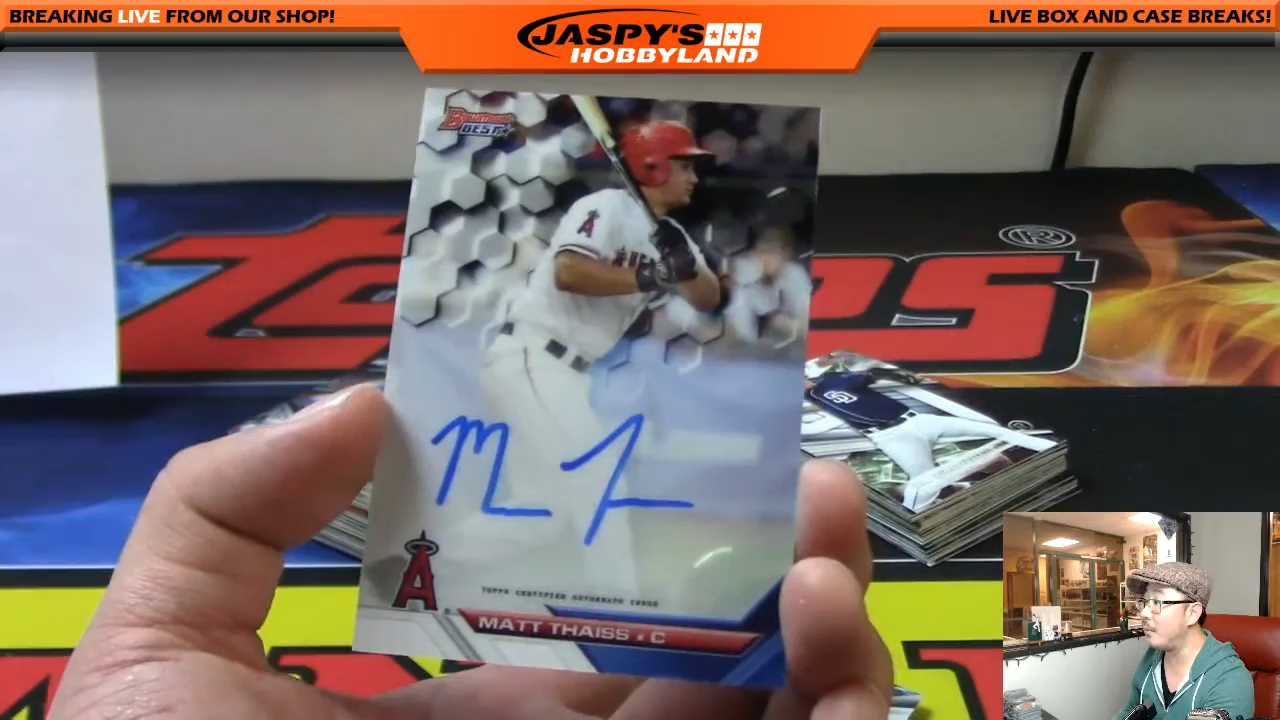 BREAKING LIVE FROM OUR SHOP!
JASPY'S
HOBBYLAND
LIVE BOX AND CASE BREAKS!
BOWMAN'S
BEST
A
TOPPS CERTIFIED AUTOGRAPH ISSUE
A
MATT THAISS ★ C
Topps ®